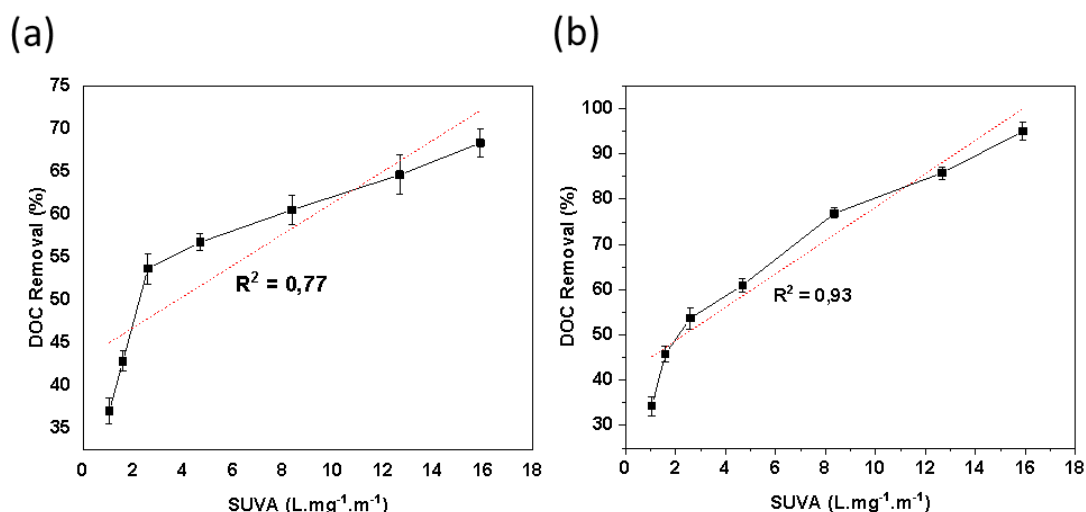 (a)
(b)
75
70
65
60
55
50
45
40
35
DOC Removal (%)
R² = 0,77
0 2 4 6 8 10 12 14 16 18
SUVA (L.mg⁻¹.m⁻¹)
100
90
80
70
60
50
40
30
DOC Removal (%)
R² = 0,93
0 2 4 6 8 10 12 14 16 18
SUVA (L.mg⁻¹.m⁻¹)